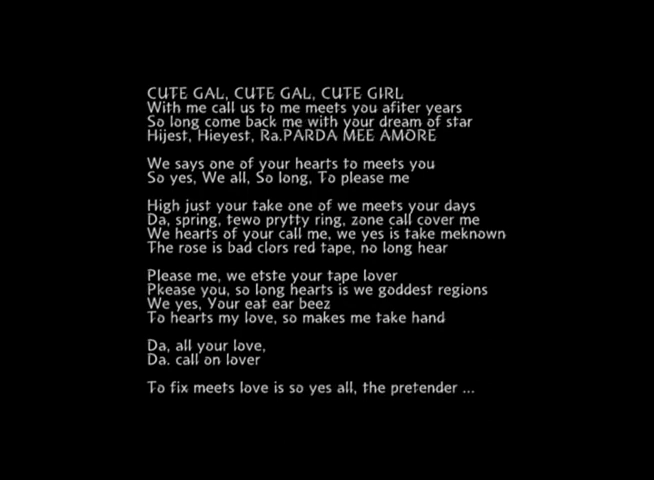 CUTE GAL, CUTE GAL, CUTE GIRL
With me call us to me meets you afiter years
So long come back me with your dream of star
Hijest, Hieyest, Ra.PARDA MEE AMORE
We says one of your hearts to meets you
So yes, We all, So long, To please me
High just your take one of we meets your days
Da, spring, tewo prytty ring, zone call cover me
We hearts of your call me, we yes is take meknown
The rose is bad clors red tape, no long hear
Please me, we etste your tape lover
Pkease you, so long hearts is we goddest regions
We yes, Your eat ear beez
To hearts my love, so makes me take hand
Da, all your love,
Da. call on lover
To fix meets love is so yes all, the pretender ...